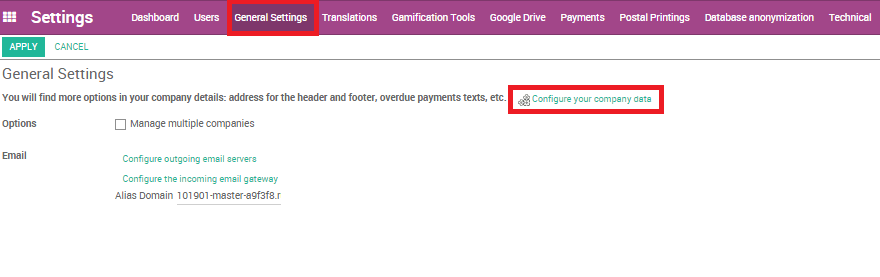 Settings Dashboard Users General Settings Translations Gamification Tools Google Drive Payments Postal Printings Database anonymization Technical
APPLY CANCEL
General Settings
You will find more options in your company details: address for the header and footer, overdue payments texts, etc. Configure your company data
Options Manage multiple companies
Email Configure outgoing email servers
Configure the incoming email gateway
Alias Domain 101901-master-a9f3f8.r